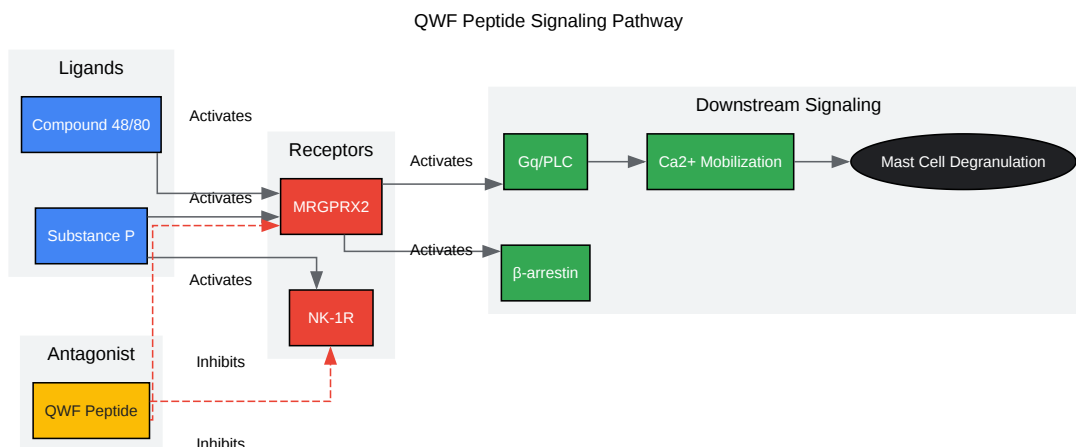 QWF Peptide Signaling Pathway
Ligands
Compound 48/80
Substance P
Activates
Activates
Activates
Antagonist
QWF Peptide
Inhibits
Inhibits
Receptors
MRGPRX2
NK-1R
Activates
Activates
Downstream Signaling
Gq/PLC
Ca2+ Mobilization
Mast Cell Degranulation
β-arrestin